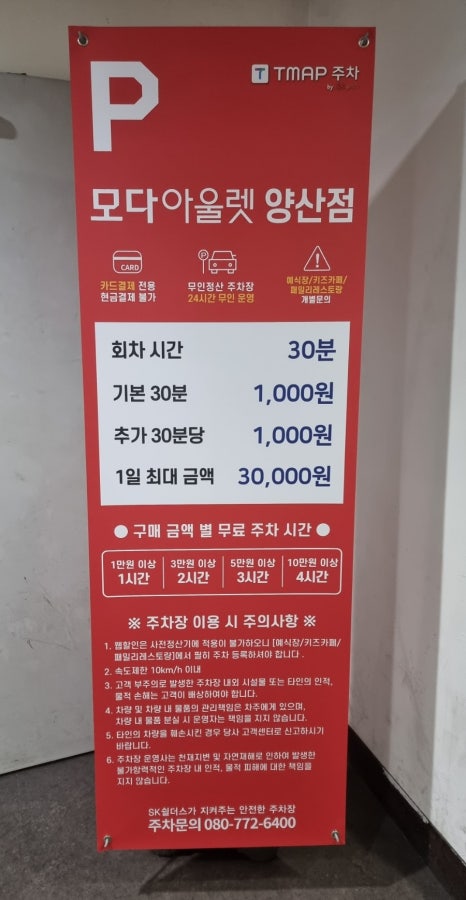 P
T TMAP 주차
by
모다아울렛 양산점
CARD
P
카드결제 전용
현금결제 불가
무인정산 주차장
24시간 무인 운영
예식장/키즈카페/
패밀리레스토랑
개별문의
회차 시간 30분
기본 30분 1,000원
추가 30분당 1,000원
1일 최대 금액 30,000원
● 구매 금액 별 무료 주차 시간 ●
1만원 이상 3만원 이상 5만원 이상 10만원 이상
1시간 2시간 3시간 4시간
※ 주차장 이용 시 주의사항 ※
1. 웹할인은 사전정산기에 적용이 불가하오니 [예식장/키즈카페/
패밀리레스토랑]에서 필히 주차 등록하셔야 합니다 .
2. 속도제한 10km/h 이내
3. 고객 부주의로 발생한 주차장 내외 시설물 또는 타인의 인적,
물적 손해는 고객이 배상하여야 합니다.
4. 차량 및 차량 내 물품의 관리책임은 차주에게 있으며,
차량 내 물품 분실 시 운영자는 책임을 지지 않습니다.
5. 타인의 차량을 훼손시킨 경우 당사 고객센터로 신고하시기
바랍니다.
6. 주차장 운영사는 천재지변 및 자연재해로 인하여 발생한
불가항력적인 주차장 내 인적, 물적 피해에 대한 책임을
지지 않습니다.
SK쉴더스가 지켜주는 안전한 주차장
주차문의 080-772-6400